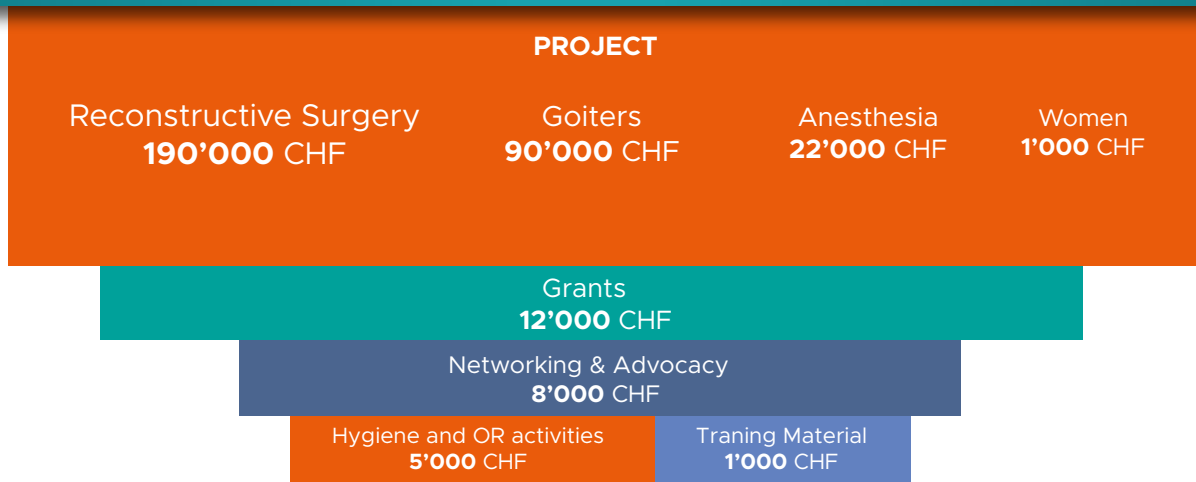 PROJECT
Reconstructive Surgery
190’000 CHF
Goiters
90’000 CHF
Anesthesia
22’000 CHF
Women
1’000 CHF
Grants
12’000 CHF
Networking & Advocacy
8’000 CHF
Hygiene and OR activities
5’000 CHF
Traning Material
1’000 CHF